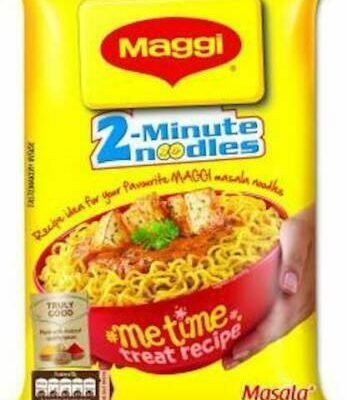 Maggi
2-Minute
noodles
Recipe idea for your favourite MAGGI masala noodles
TRULY
GOOD
me time
treat recipe
Masala